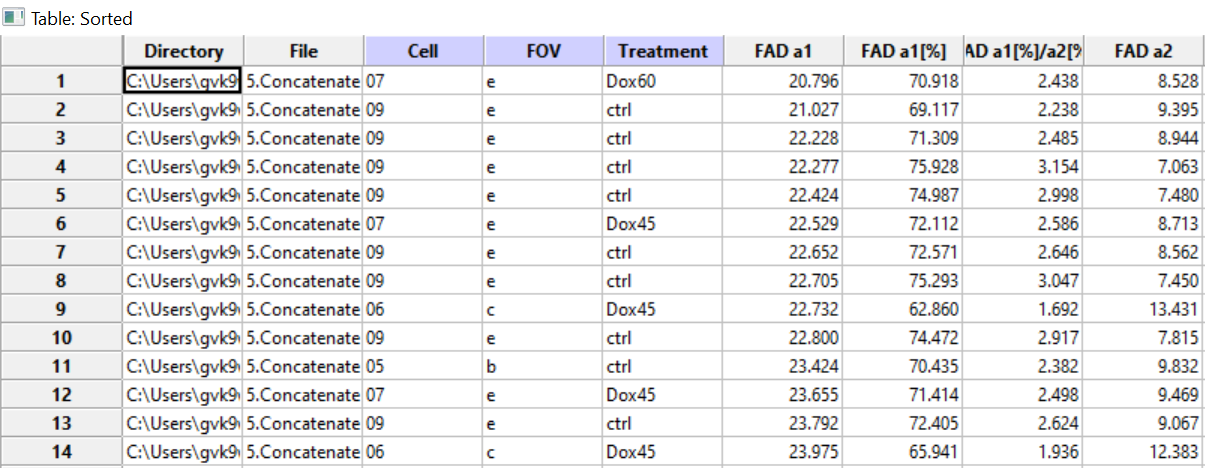 Table: Sorted
Directory File Cell FOV Treatment FAD a1 FAD a1[%] AD a1[%]/a2[% FAD a2
1 C:\Users\gvk9 5.Concatenate 07 e Dox60 20.796 70.918 2.438 8.528
2 C:\Users\gvk9 5.Concatenate 09 e ctrl 21.027 69.117 2.238 9.395
3 C:\Users\gvk9 5.Concatenate 09 e ctrl 22.228 71.309 2.485 8.944
4 C:\Users\gvk9 5.Concatenate 09 e ctrl 22.277 75.928 3.154 7.063
5 C:\Users\gvk9 5.Concatenate 09 e ctrl 22.424 74.987 2.998 7.480
6 C:\Users\gvk9 5.Concatenate 07 e Dox45 22.529 72.112 2.586 8.713
7 C:\Users\gvk9 5.Concatenate 09 e ctrl 22.652 72.571 2.646 8.562
8 C:\Users\gvk9 5.Concatenate 09 e ctrl 22.705 75.293 3.047 7.450
9 C:\Users\gvk9 5.Concatenate 06 c Dox45 22.732 62.860 1.692 13.431
10 C:\Users\gvk9 5.Concatenate 09 e ctrl 22.800 74.472 2.917 7.815
11 C:\Users\gvk9 5.Concatenate 05 b ctrl 23.424 70.435 2.382 9.832
12 C:\Users\gvk9 5.Concatenate 07 e Dox45 23.655 71.414 2.498 9.469
13 C:\Users\gvk9 5.Concatenate 09 e ctrl 23.792 72.405 2.624 9.067
14 C:\Users\gvk9 5.Concatenate 06 c Dox45 23.975 65.941 1.936 12.383